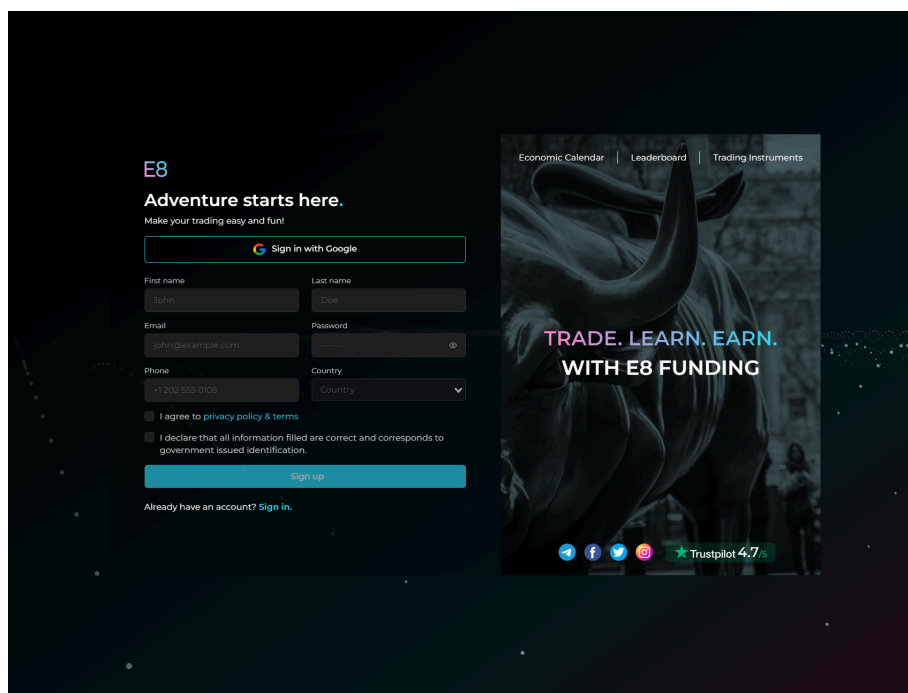 E8
Adventure starts here.
Make your trading easy and fun!
Sign in with Google
First name
Last name
John
Doe
Email
Password
john@example.com
Phone
Country
+1 202 555 0105
Country
I agree to privacy policy & terms
I declare that all information filled are correct and corresponds to
government issued identification.
Sign up
Already have an account? Sign in.
Economic Calendar
Leaderboard
Trading Instruments
TRADE. LEARN. EARN.
WITH E8 FUNDING
Trustpilot 4.7/5